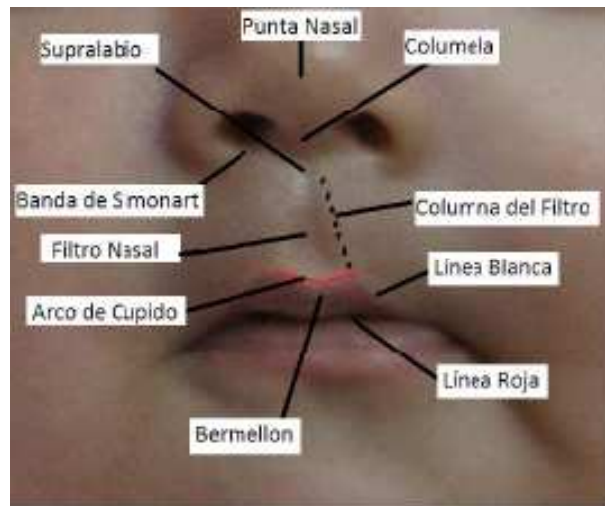 Punta Nasal
Supralabio
Columela
Banda de Simonart
Columna del Filtro
Filtro Nasal
Línea Blanca
Arco de Cupido
Línea Roja
Bermellon